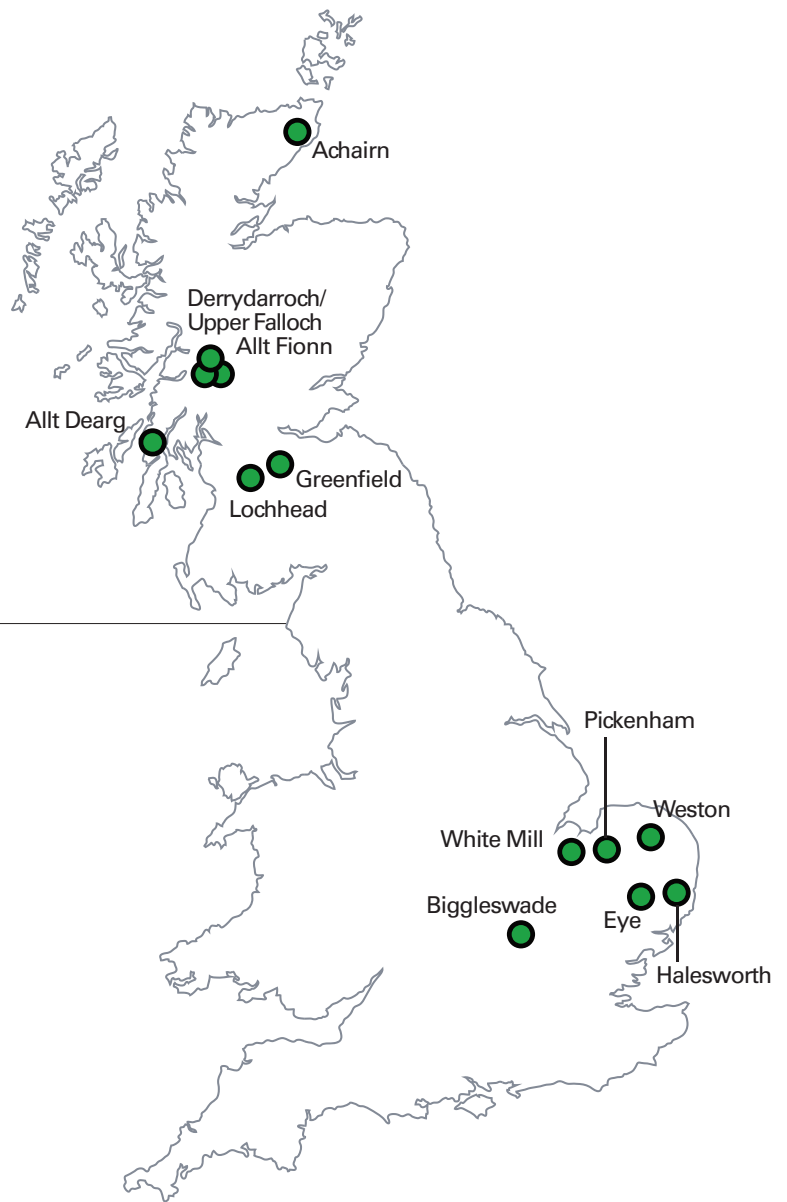 Achairn
Derrydarroch/
Upper Falloch
Allt Fionn
Allt Dearg
Greenfield
Lochhead
Pickenham
Weston
White Mill
Biggleswade
Eye
Halesworth